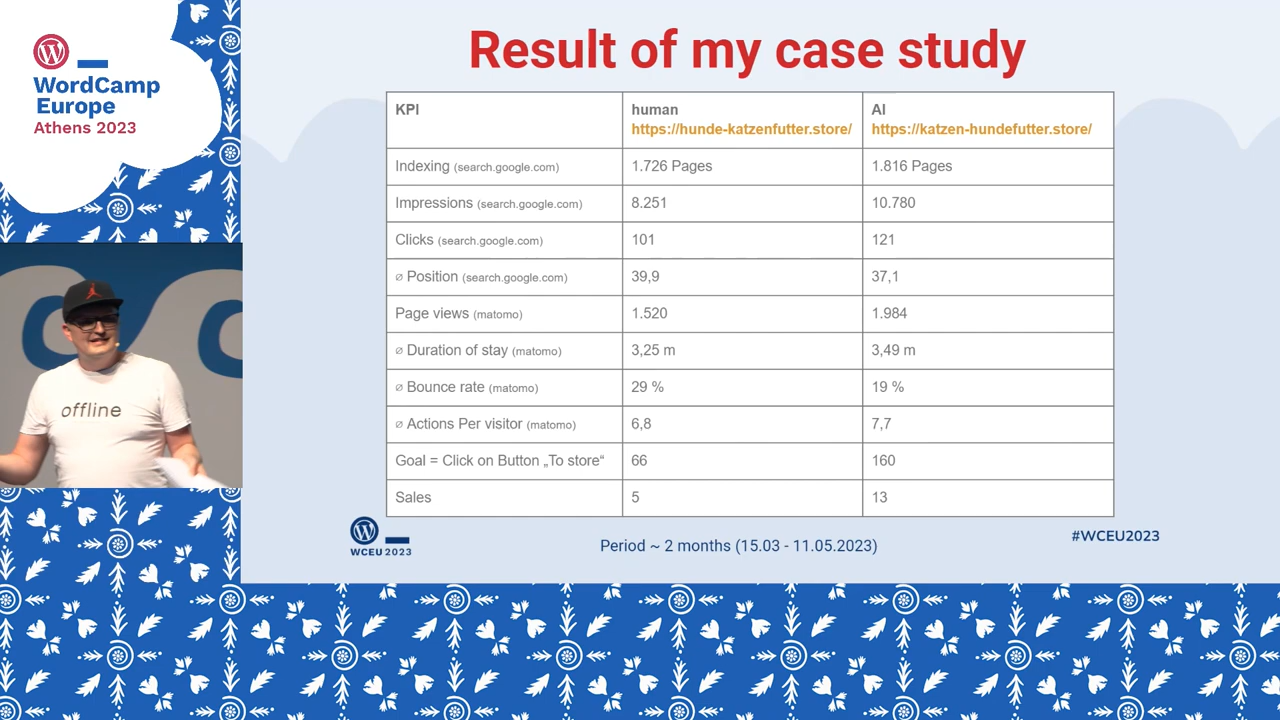 WordCamp
Europe
Athens 2023
offline
Result of my case study
KPI human AI
https://hunde-katzenfutter.store/ https://katzen-hundefutter.store/
Indexing (search.google.com) 1.726 Pages 1.816 Pages
Impressions (search.google.com) 8.251 10.780
Clicks (search.google.com) 101 121
⌀ Position (search.google.com) 39,9 37,1
Page views (matomo) 1.520 1.984
⌀ Duration of stay (matomo) 3,25 m 3,49 m
⌀ Bounce rate (matomo) 29 % 19 %
⌀ Actions Per visitor (matomo) 6,8 7,7
Goal = Click on Button „To store“ 66 160
Sales 5 13
WCEU 2023
Period ~ 2 months (15.03 - 11.05.2023)
#WCEU2023